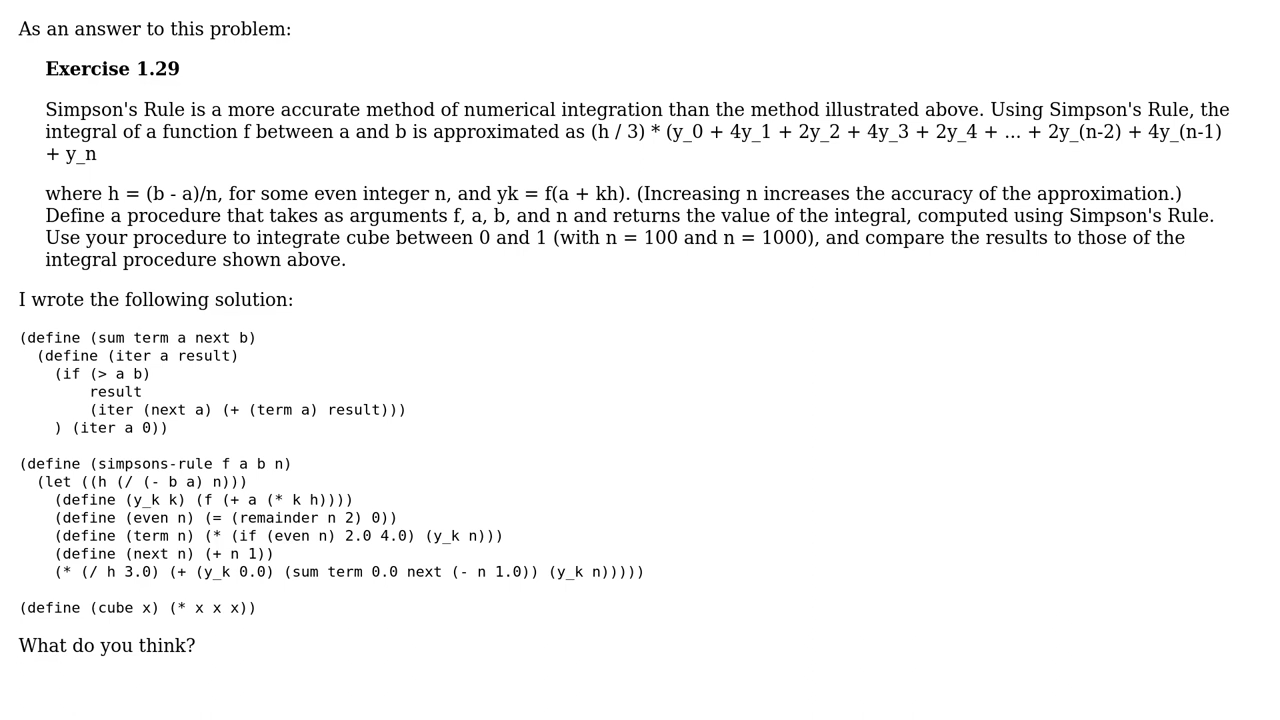 As an answer to this problem:
Exercise 1.29
Simpson's Rule is a more accurate method of numerical integration than the method illustrated above. Using Simpson's Rule, the
integral of a function f between a and b is approximated as (h / 3) * (y_0 + 4y_1 + 2y_2 + 4y_3 + 2y_4 + ... + 2y_(n-2) + 4y_(n-1)
+ y_n
where h = (b - a)/n, for some even integer n, and yk = f(a + kh). (Increasing n increases the accuracy of the approximation.)
Define a procedure that takes as arguments f, a, b, and n and returns the value of the integral, computed using Simpson's Rule.
Use your procedure to integrate cube between 0 and 1 (with n = 100 and n = 1000), and compare the results to those of the
integral procedure shown above.
I wrote the following solution:
(define (sum term a next b)
  (define (iter a result)
    (if (> a b)
        result
        (iter (next a) (+ (term a) result)))
    ) (iter a 0))
(define (simpsons-rule f a b n)
  (let ((h (/ (- b a) n)))
    (define (y_k k) (f (+ a (* k h))))
    (define (even n) (= (remainder n 2) 0))
    (define (term n) (* (if (even n) 2.0 4.0) (y_k n)))
    (define (next n) (+ n 1))
    (* (/ h 3.0) (+ (y_k 0.0) (sum term 0.0 next (- n 1.0)) (y_k n)))))
(define (cube x) (* x x x))
What do you think?